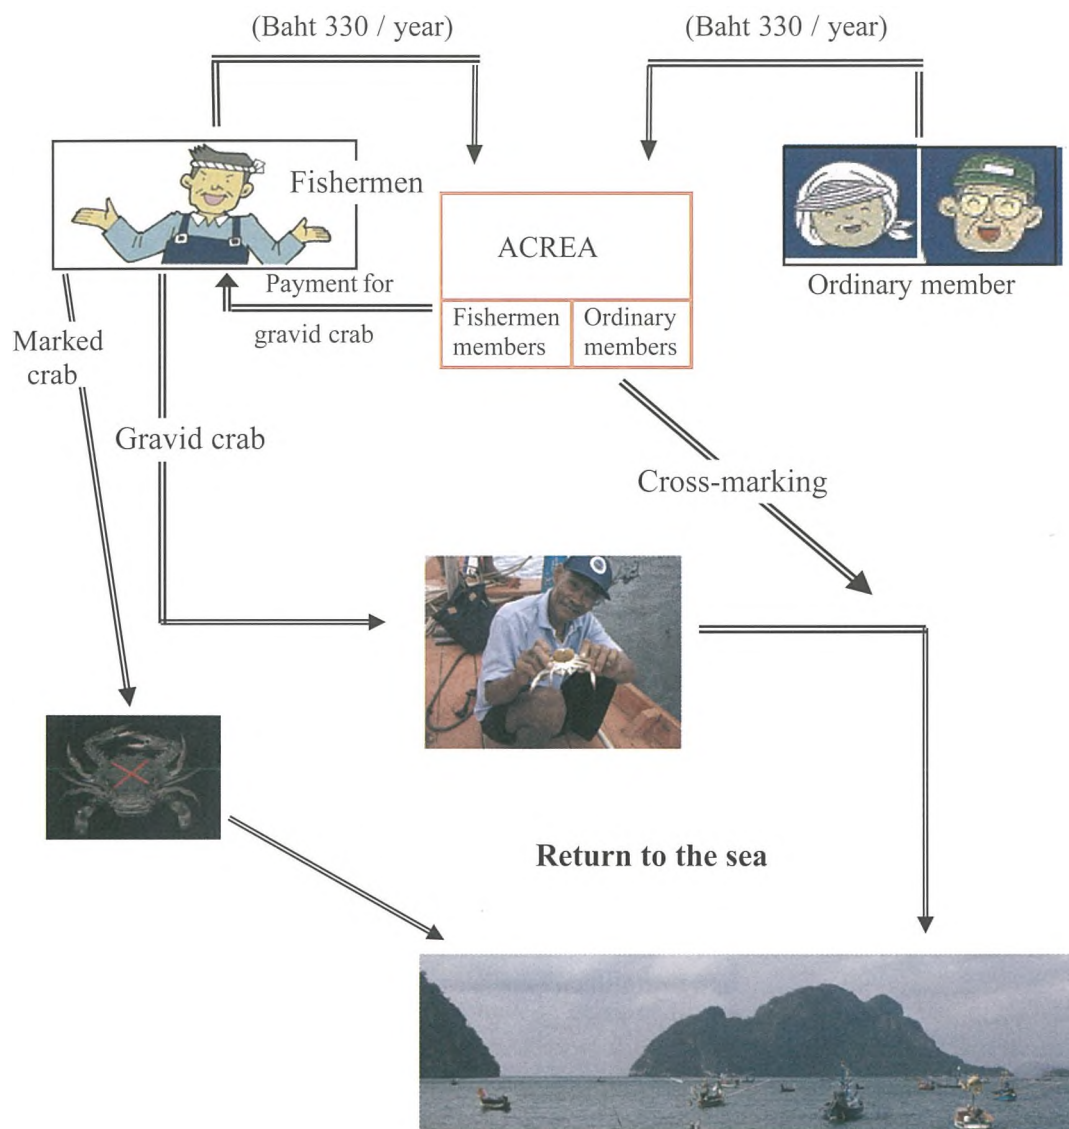 (Baht 330 / year)
(Baht 330 / year)
Fishermen
ACREA
Fishermen
members
Ordinary
members
Ordinary member
Payment for
gravid crab
Marked
crab
Gravid crab
Cross-marking
Return to the sea